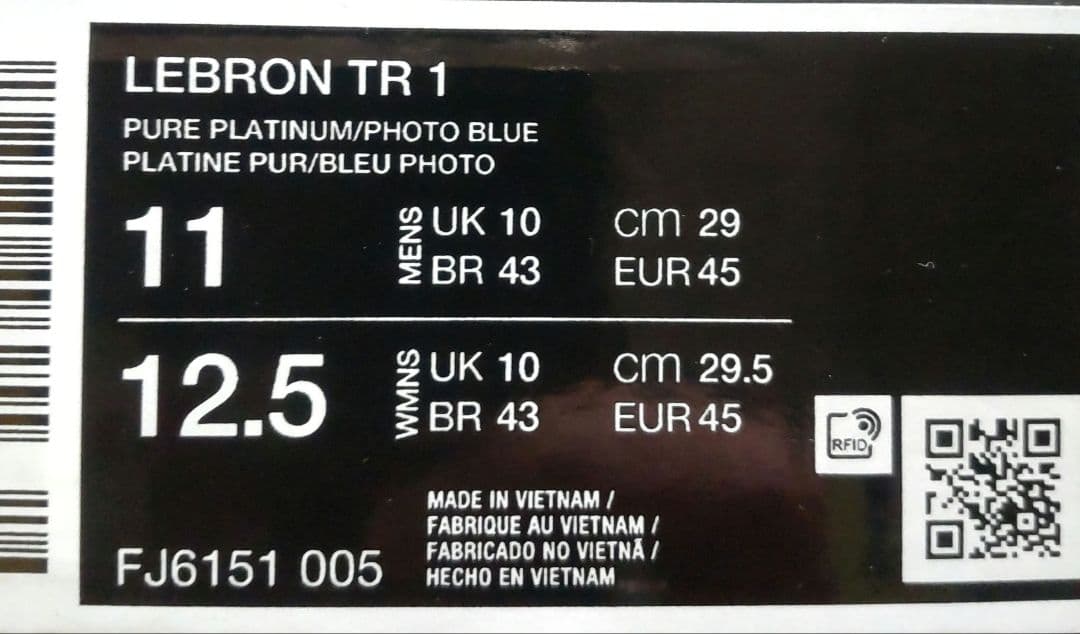 LEBRON TR 1
PURE PLATINUM/PHOTO BLUE
PLATINE PUR/BLEU PHOTO
11 MENS UK 10 cm 29
BR 43 EUR 45
12.5 WMNS UK 10 cm 29.5
BR 43 EUR 45
RFID
MADE IN VIETNAM /
FABRIQUE AU VIETNAM /
FABRICADO NO VIETNÃ /
HECHO EN VIETNAM
FJ6151 005